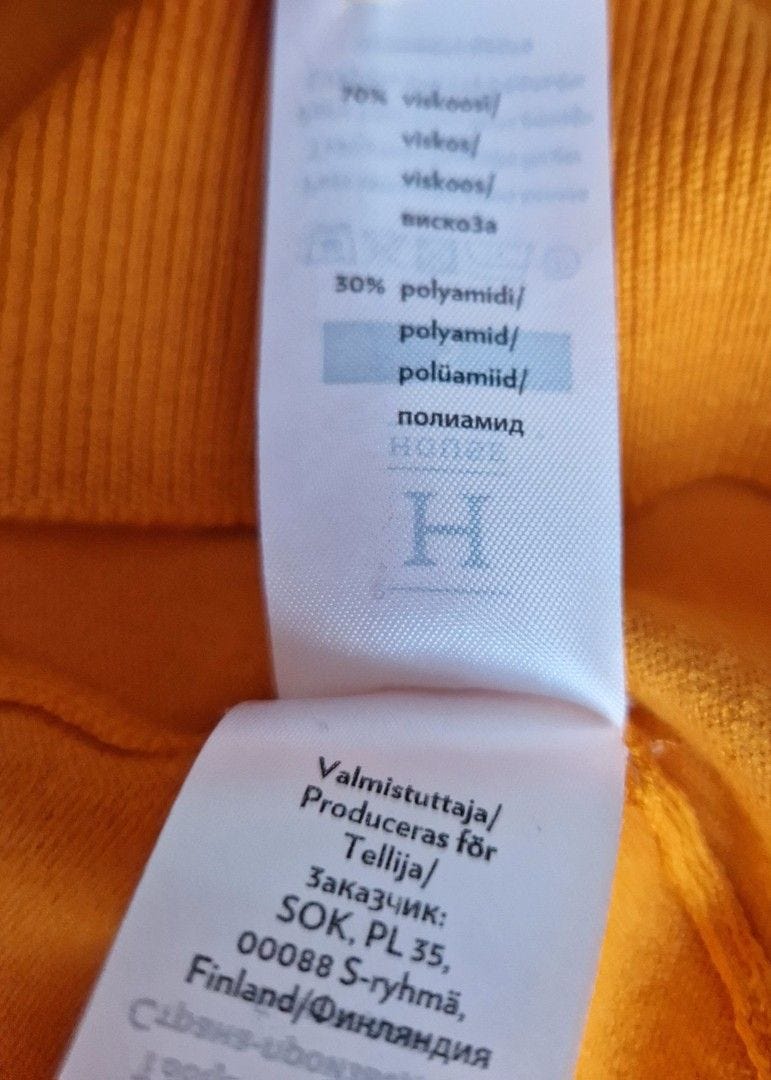 70% viskoosi/
viskos/
viskoos/
вискоЗа
30% polyamidi/
polyamid/
polüamiid/
полиамид
H
Valmistuttaja/
Produceras för
Tellija/
Заказчик:
SOK, PL 35,
00088 S-ryhmä,
Finland/Финляндия